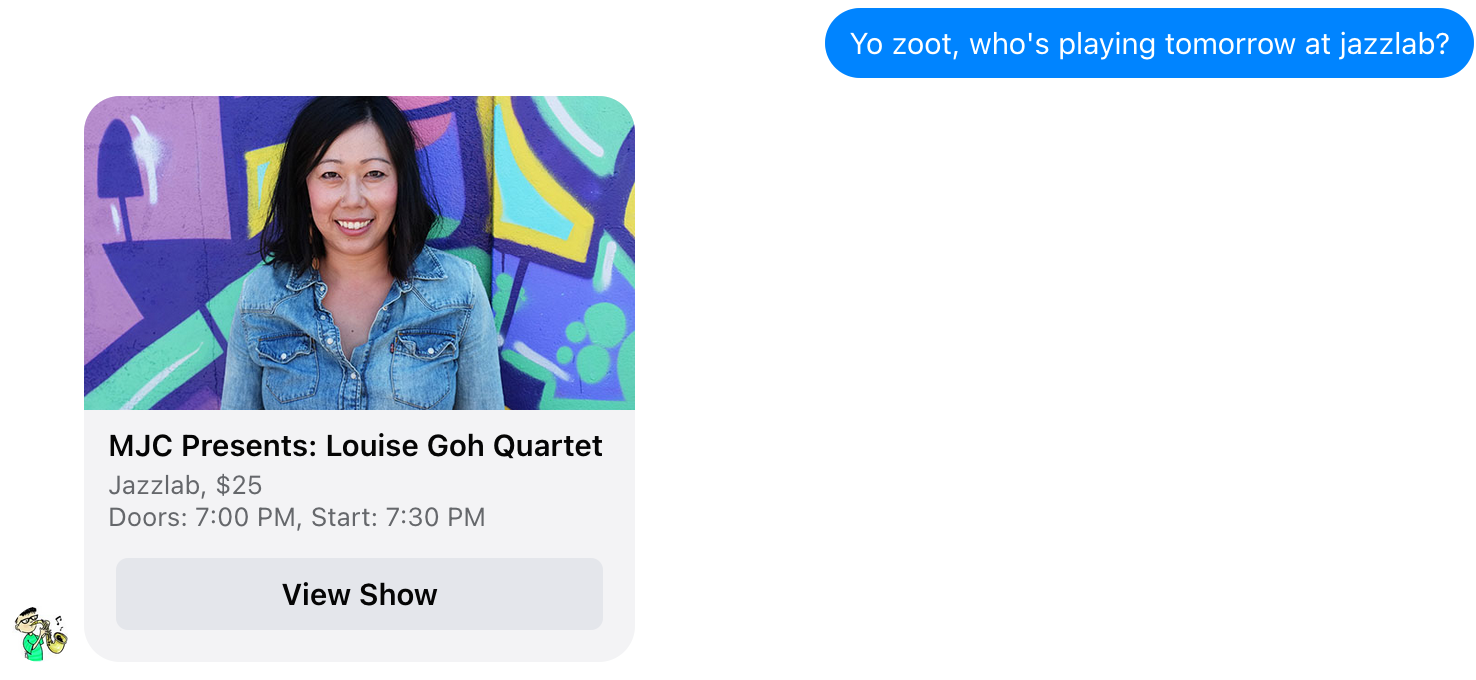 Yo zoot, who's playing tomorrow at jazzlab?
MJC Presents: Louise Goh Quartet
Jazzlab, $25
Doors: 7:00 PM, Start: 7:30 PM
View Show